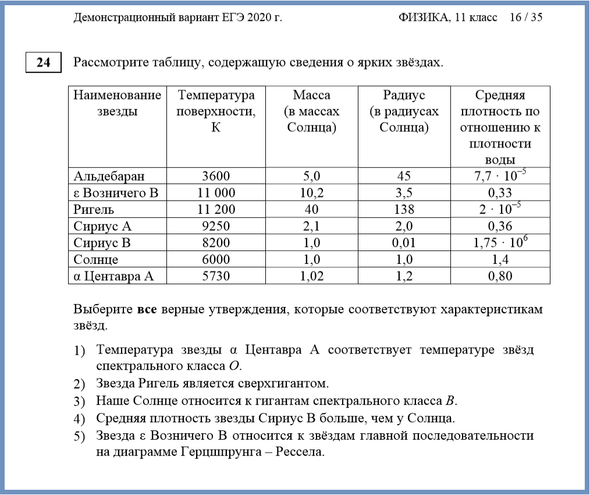 Демонстрационный вариант ЕГЭ 2020 г. ФИЗИКА, 11 класс 16 / 35
24 Рассмотрите таблицу, содержащую сведения о ярких звёздах.
Наименование звезды Температура поверхности, К Масса (в массах Солнца) Радиус (в радиусах Солнца) Средняя плотность по отношению к плотности воды
Альдебаран 3600 5,0 45 7,7 · 10⁻⁵
ε Возничего В 11 000 10,2 3,5 0,33
Ригель 11 200 40 138 2 · 10⁻⁵
Сириус А 9250 2,1 2,0 0,36
Сириус В 8200 1,0 0,01 1,75 · 10⁶
Солнце 6000 1,0 1,0 1,4
α Центавра А 5730 1,02 1,2 0,80
Выберите все верные утверждения, которые соответствуют характеристикам
звёзд.
1) Температура звезды α Центавра А соответствует температуре звёзд
спектрального класса O.
2) Звезда Ригель является сверхгигантом.
3) Наше Солнце относится к гигантам спектрального класса B.
4) Средняя плотность звезды Сириус В больше, чем у Солнца.
5) Звезда ε Возничего В относится к звёздам главной последовательности
на диаграмме Герцшпрунга – Рессела.